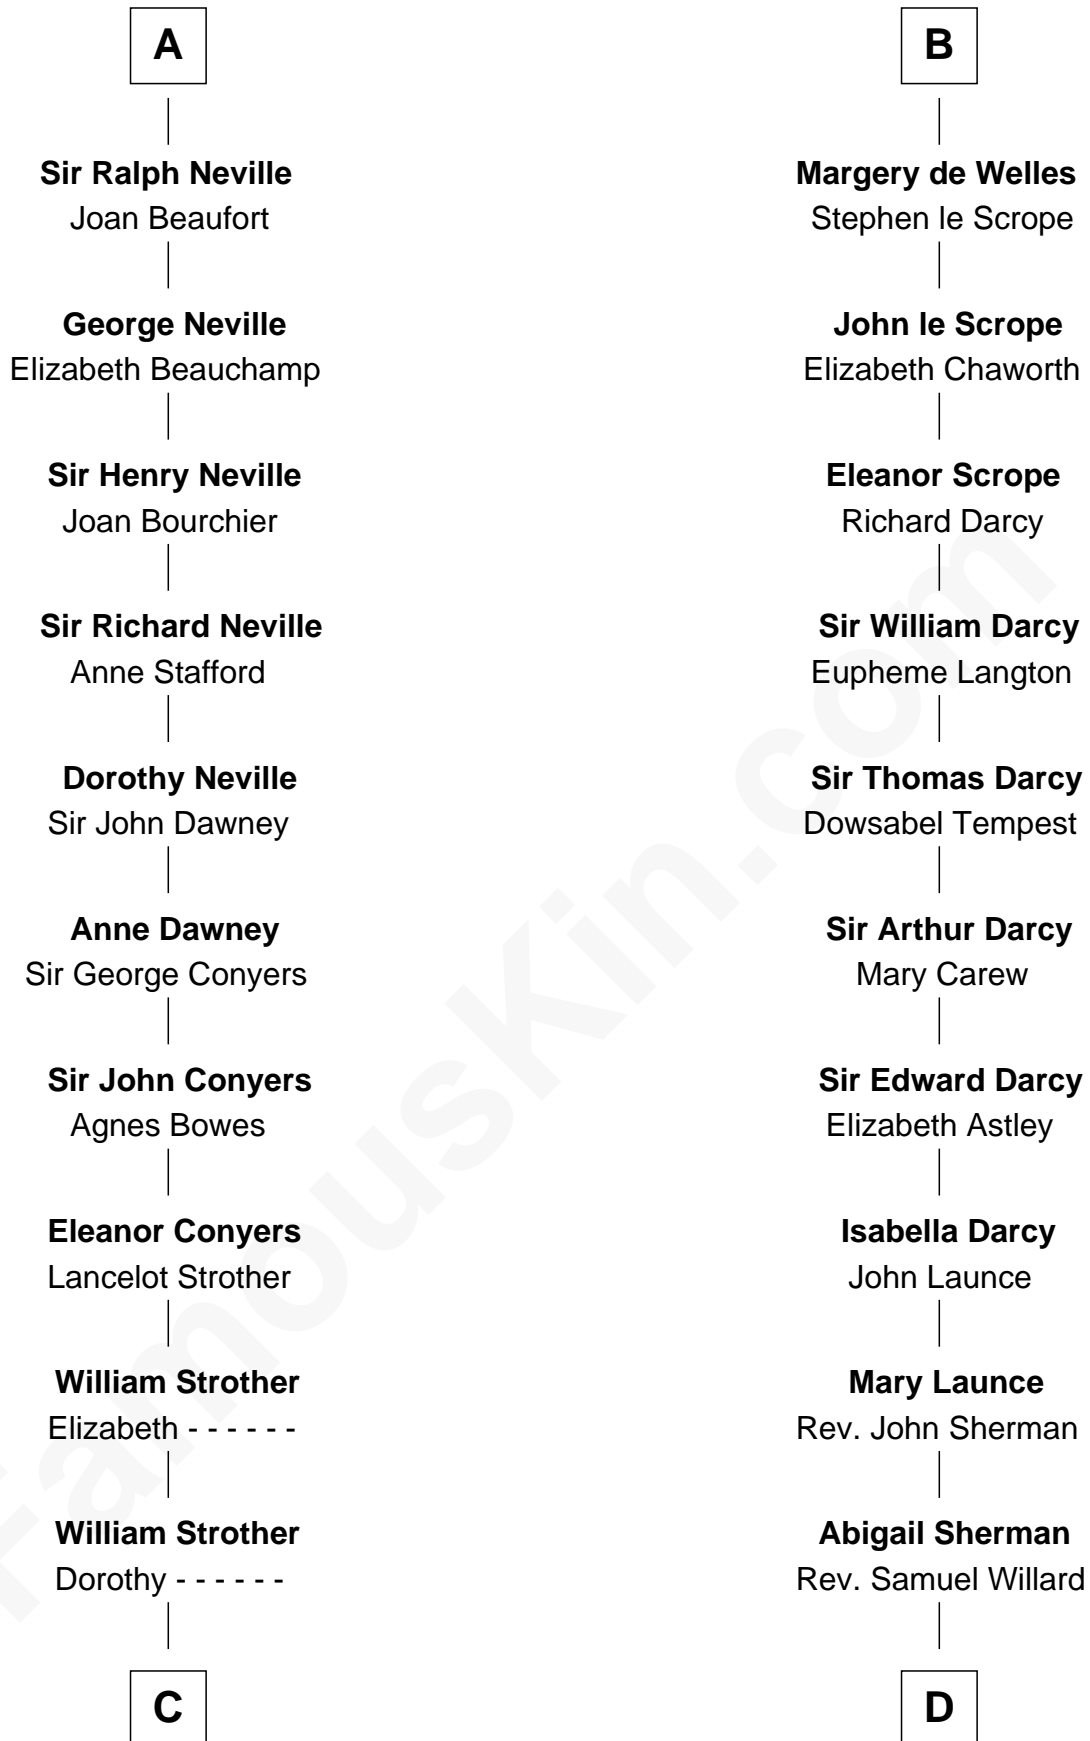 A
Sir Ralph Neville
Joan Beaufort
George Neville
Elizabeth Beauchamp
Sir Henry Neville
Joan Bourchier
Sir Richard Neville
Anne Stafford
Dorothy Neville
Sir John Dawney
Anne Dawney
Sir George Conyers
Sir John Conyers
Agnes Bowes
Eleanor Conyers
Lancelot Strother
William Strother
Elizabeth - - - - - -
William Strother
Dorothy - - - - - -
C
B
Margery de Welles
Stephen le Scrope
John le Scrope
Elizabeth Chaworth
Eleanor Scrope
Richard Darcy
Sir William Darcy
Eupheme Langton
Sir Thomas Darcy
Dowsabel Tempest
Sir Arthur Darcy
Mary Carew
Sir Edward Darcy
Elizabeth Astley
Isabella Darcy
John Launce
Mary Launce
Rev. John Sherman
Abigail Sherman
Rev. Samuel Willard
D
FamousKin.com